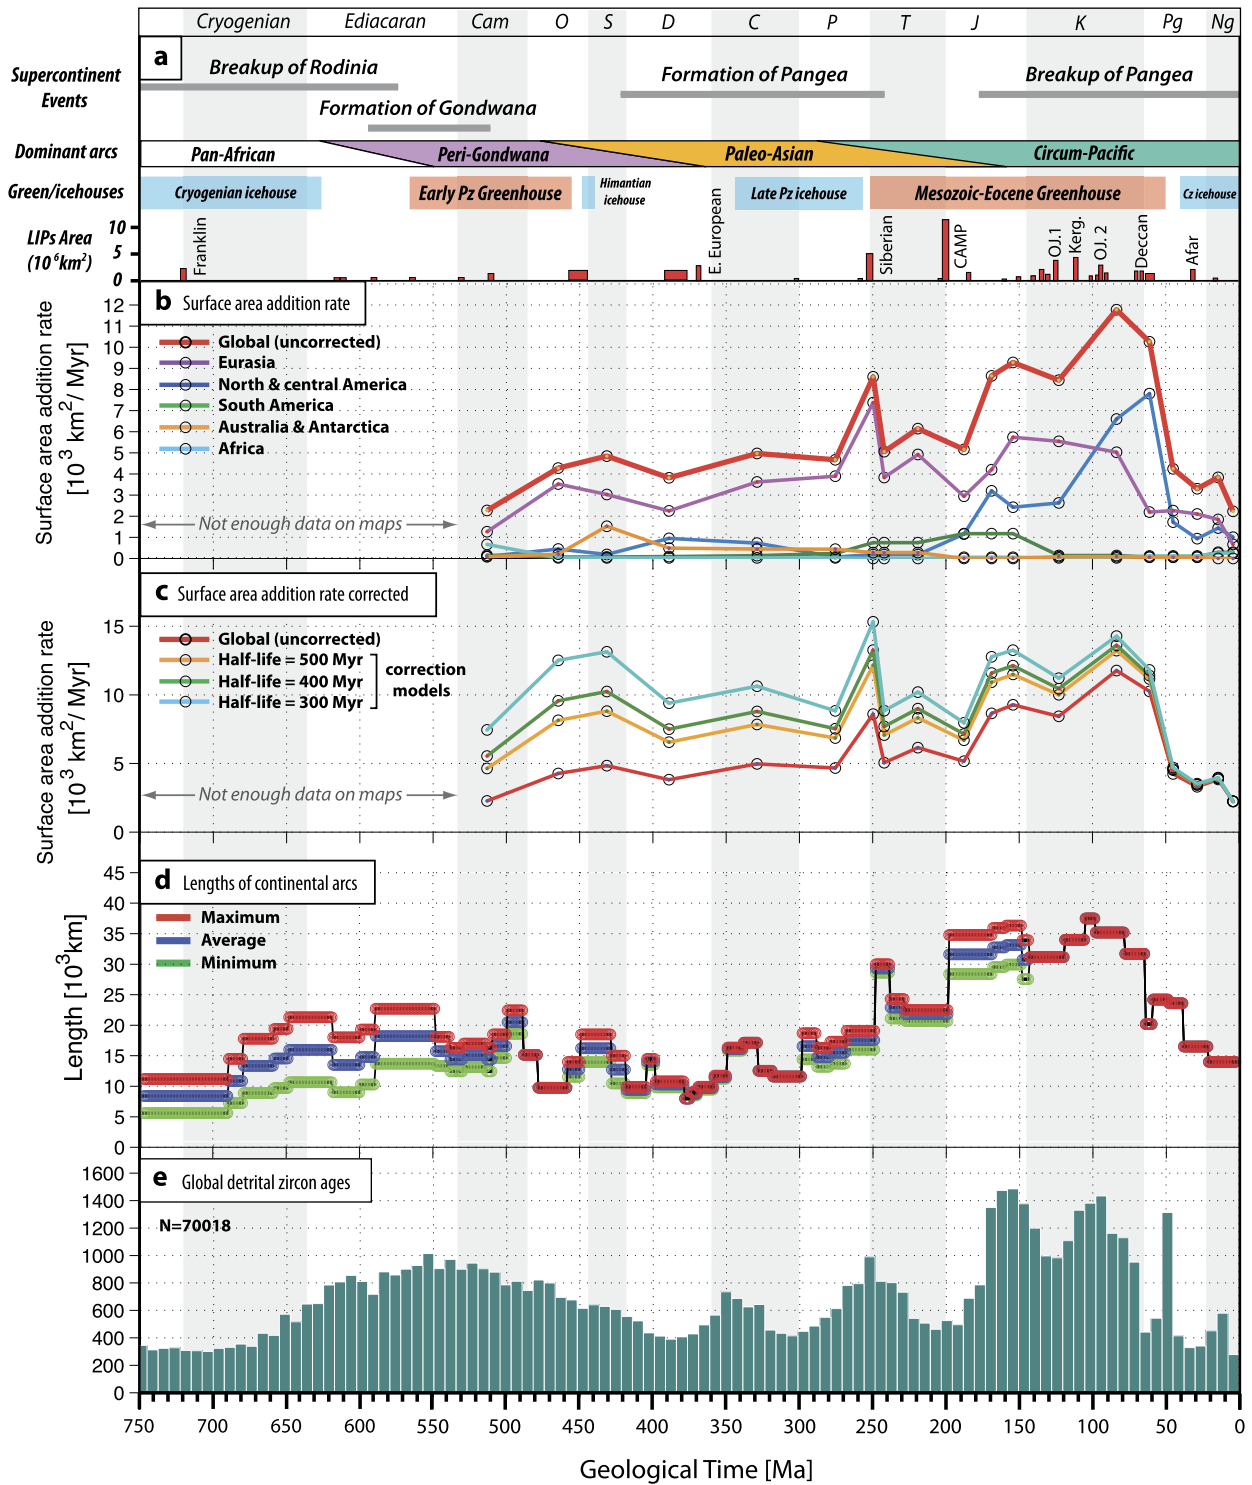 Cryogenian Ediacaran Cam O S D C P T J K Pg Ng
a
Supercontinent
Events
Breakup of Rodinia
Formation of Gondwana
Formation of Pangea
Breakup of Pangea
Dominant arcs
Pan-African
Peri-Gondwana
Paleo-Asian
Circum-Pacific
Green/icehouses
Cryogenian icehouse
Early Pz Greenhouse
Himantian
icehouse
Late Pz icehouse
Mesozoic-Eocene Greenhouse
Cz icehouse
LIPs Area
(10⁶km²)
10
5
0
Franklin
E. European
Siberian
CAMP
OJ.1
Kerg.
OJ. 2
Deccan
Afar
b Surface area addition rate
Surface area addition rate
[10³ km²/ Myr]
12
11
10
9
8
7
6
5
4
3
2
1
0
Global (uncorrected)
Eurasia
North & central America
South America
Australia & Antarctica
Africa
Not enough data on maps
c Surface area addition rate corrected
Surface area addition rate
[10³ km²/ Myr]
15
10
5
0
Global (uncorrected)
Half-life = 500 Myr
Half-life = 400 Myr
Half-life = 300 Myr
correction
models
Not enough data on maps
d Lengths of continental arcs
Length [10³km]
45
40
35
30
25
20
15
10
5
0
Maximum
Average
Minimum
e Global detrital zircon ages
N=70018
1600
1400
1200
1000
800
600
400
200
0
750 700 650 600 550 500 450 400 350 300 250 200 150 100 50 0
Geological Time [Ma]